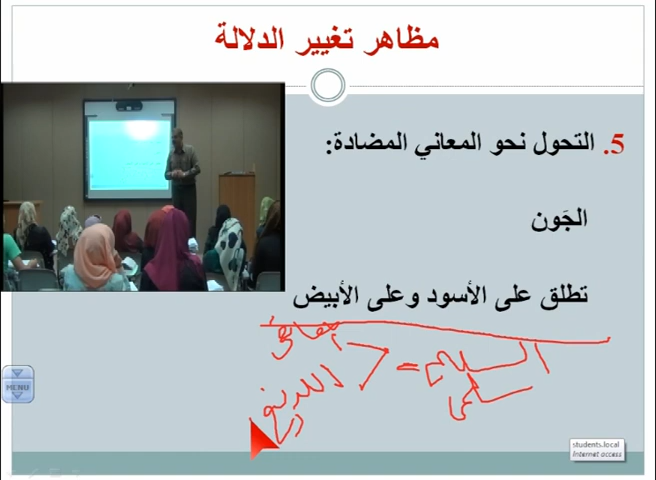 مظاهر تغيير الدلالة
5. التحول نحو المعاني المضادة:
الجَون
تطلق على الأسود وعلى الأبيض
اللديغ
MENU
students.local
Internet access